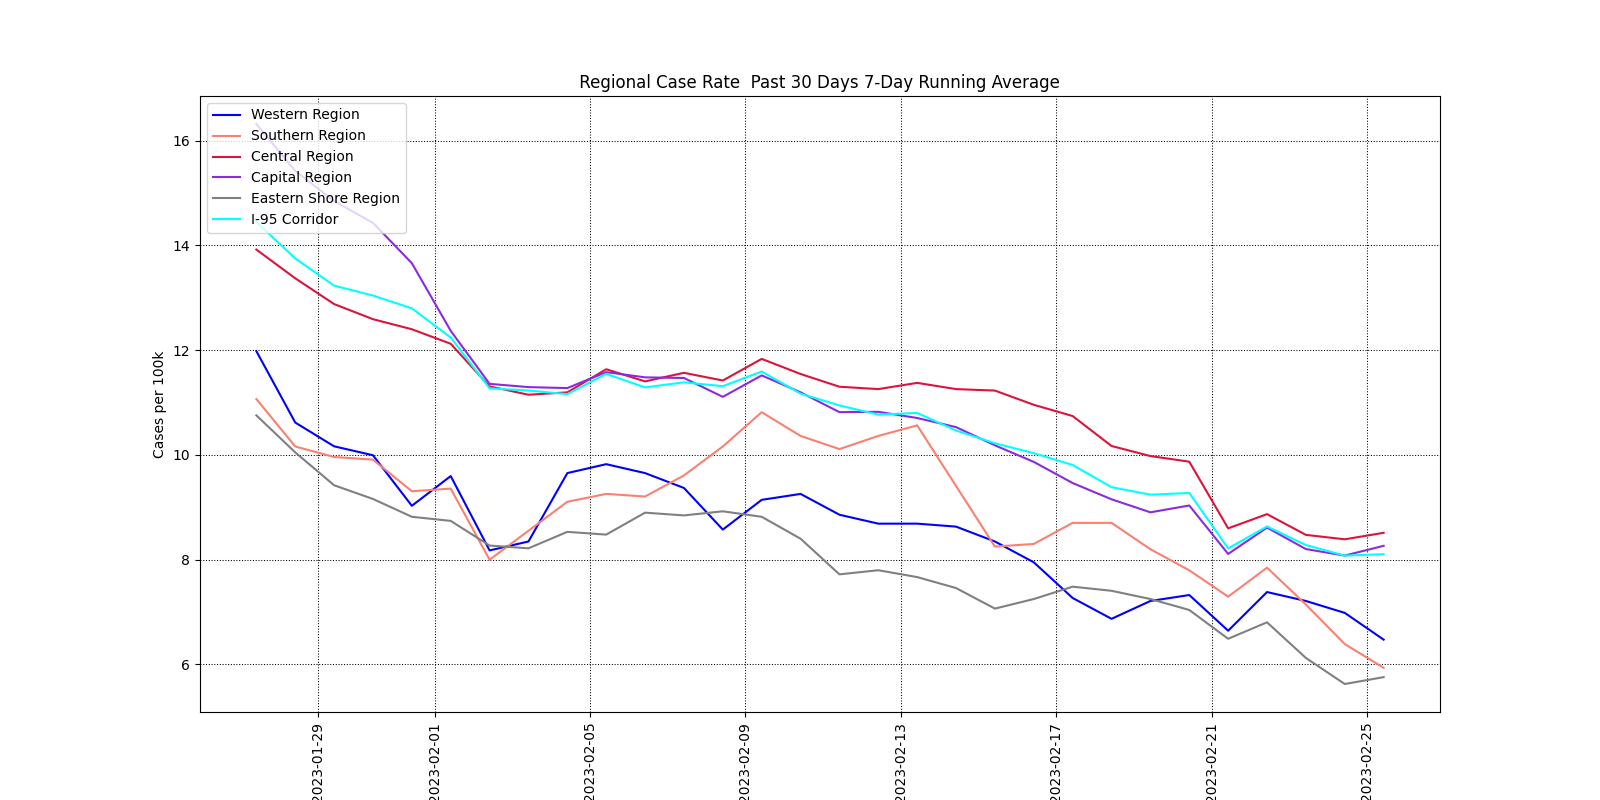 Regional Case Rate  Past 30 Days 7-Day Running Average
Western Region
Southern Region
Central Region
Capital Region
Eastern Shore Region
I-95 Corridor
Cases per 100k
16
14
12
10
8
6
2023-01-29
2023-02-01
2023-02-05
2023-02-09
2023-02-13
2023-02-17
2023-02-21
2023-02-25